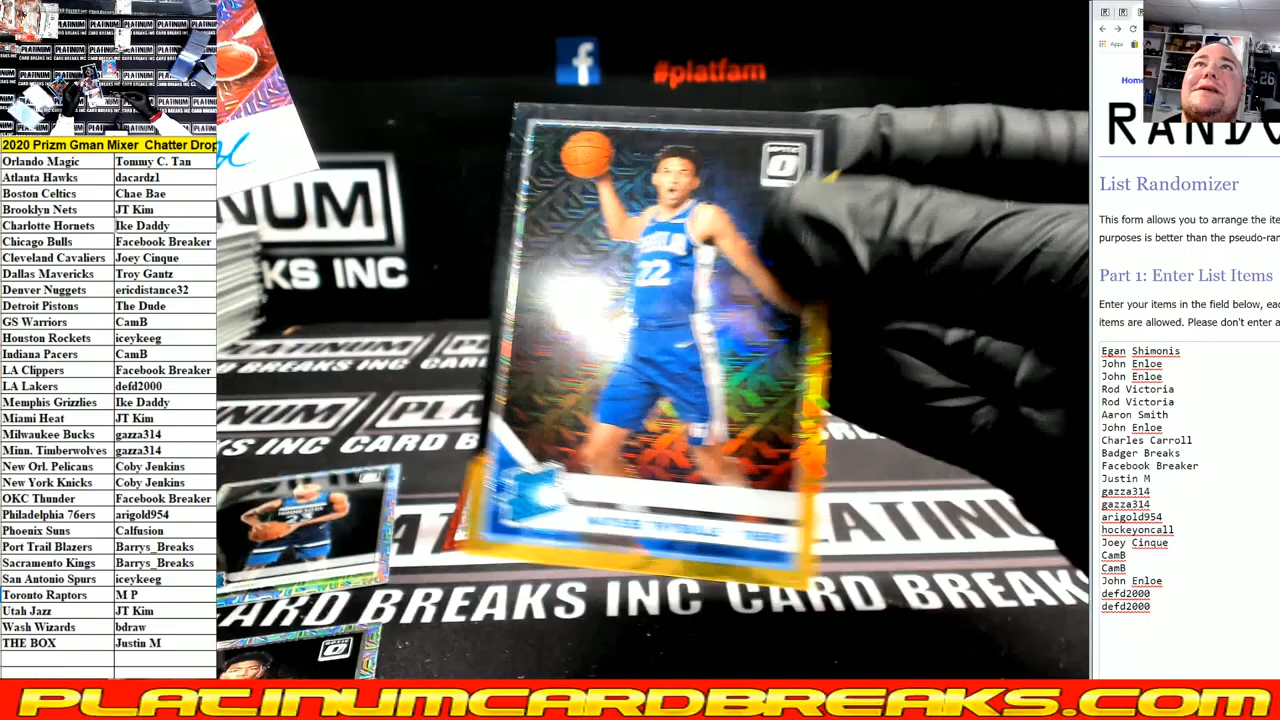 2020 Prizm Gman Mixer Chatter Drop
Orlando Magic Tommy C. Tan
Atlanta Hawks dacardz1
Boston Celtics Chae Bae
Brooklyn Nets JT Kim
Charlotte Hornets Ike Daddy
Chicago Bulls Facebook Breaker
Cleveland Cavaliers Joey Cinque
Dallas Mavericks Troy Gantz
Denver Nuggets ericdistance32
Detroit Pistons The Dude
GS Warriors CamB
Houston Rockets iceykeeg
Indiana Pacers CamB
LA Clippers Facebook Breaker
LA Lakers defd2000
Memphis Grizzlies Ike Daddy
Miami Heat JT Kim
Milwaukee Bucks gazza314
Minn. Timberwolves gazza314
New Orl. Pelicans Coby Jenkins
New York Knicks Coby Jenkins
OKC Thunder Facebook Breaker
Philadelphia 76ers arigold954
Phoenix Suns Calfusion
Port Trail Blazers Barrys_Breaks
Sacramento Kings Barrys_Breaks
San Antonio Spurs iceykeeg
Toronto Raptors M P
Utah Jazz JT Kim
Wash Wizards bdraw
THE BOX Justin M
f #platfam
NUM
KS INC
22
CARD BREAKS INC CARD BREAK
Apps
Home
RANDO
List Randomizer
This form allows you to arrange the ite
purposes is better than the pseudo-ran
Part 1: Enter List Items
Enter your items in the field below, eac
items are allowed. Please don't enter a
Egan Shimonis
John Enloe
John Enloe
Rod Victoria
Rod Victoria
Aaron Smith
John Enloe
Charles Carroll
Badger Breaks
Facebook Breaker
Justin M
gazza314
gazza314
arigold954
hockeyoncall
Joey Cinque
CamB
CamB
John Enloe
defd2000
defd2000
PLATINUMCARDBREAKS.COM